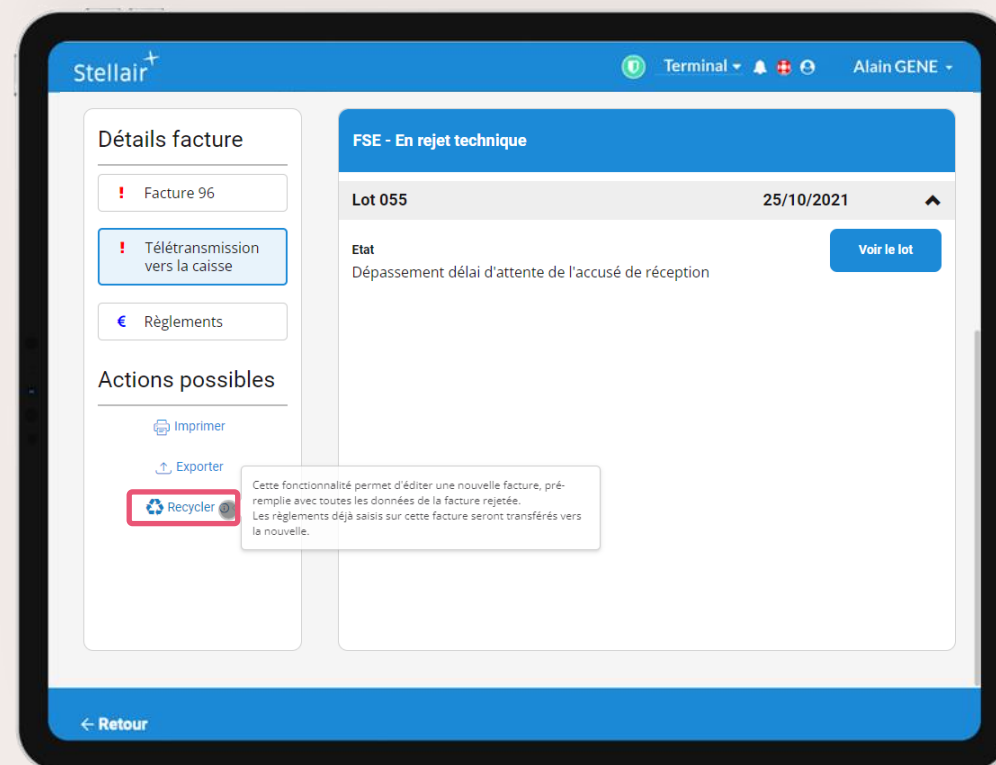 Stellair
Terminal
Alain GENE
Détails facture
! Facture 96
! Télétransmission
vers la caisse
€ Règlements
Actions possibles
Imprimer
Exporter
Recycler
Cette fonctionnalité permet d'éditer une nouvelle facture, pré-
remplie avec toutes les données de la facture rejetée.
Les règlements déjà saisis sur cette facture seront transférés vers
la nouvelle.
FSE - En rejet technique
Lot 055 25/10/2021
Etat
Dépassement délai d'attente de l'accusé de réception
Voir le lot
← Retour